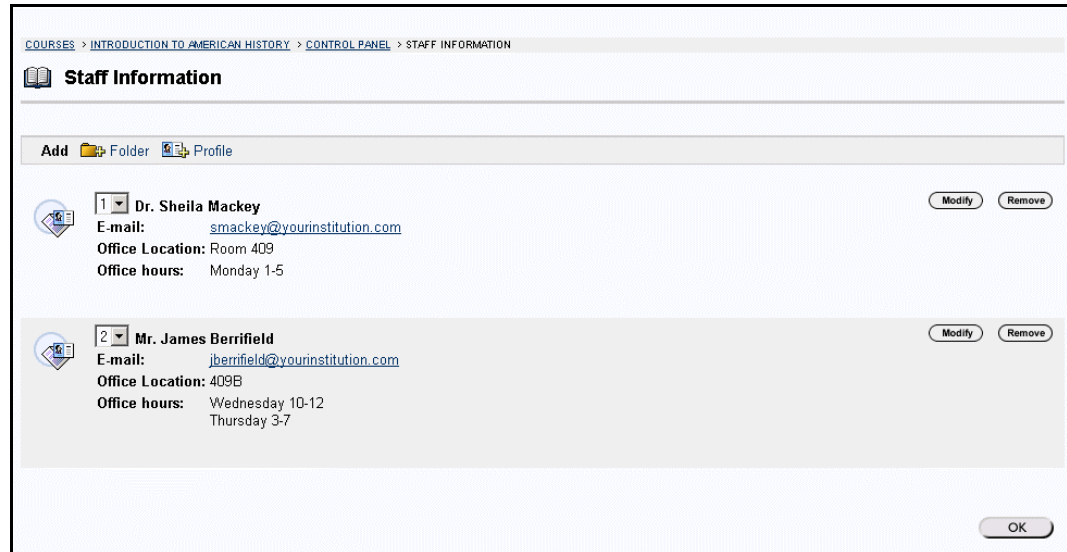 COURSES > INTRODUCTION TO AMERICAN HISTORY > CONTROL PANEL > STAFF INFORMATION
Staff Information
Add Folder Profile
1 Dr. Sheila Mackey Modify Remove
E-mail: smackey@yourinstitution.com
Office Location: Room 409
Office hours: Monday 1-5
2 Mr. James Berrifield Modify Remove
E-mail: jberrifield@yourinstitution.com
Office Location: 409B
Office hours: Wednesday 10-12
Thursday 3-7
OK